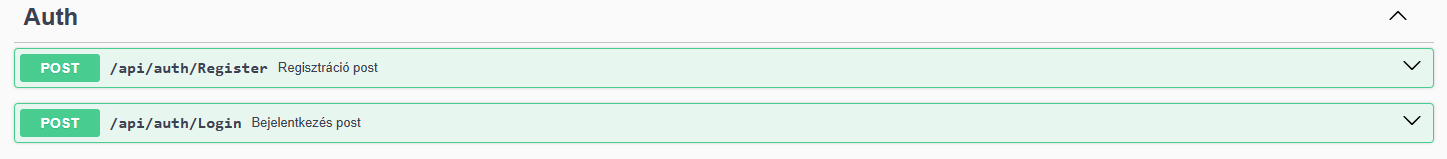 Auth
POST /api/auth/Register Regisztráció post
POST /api/auth/Login Bejelentkezés post